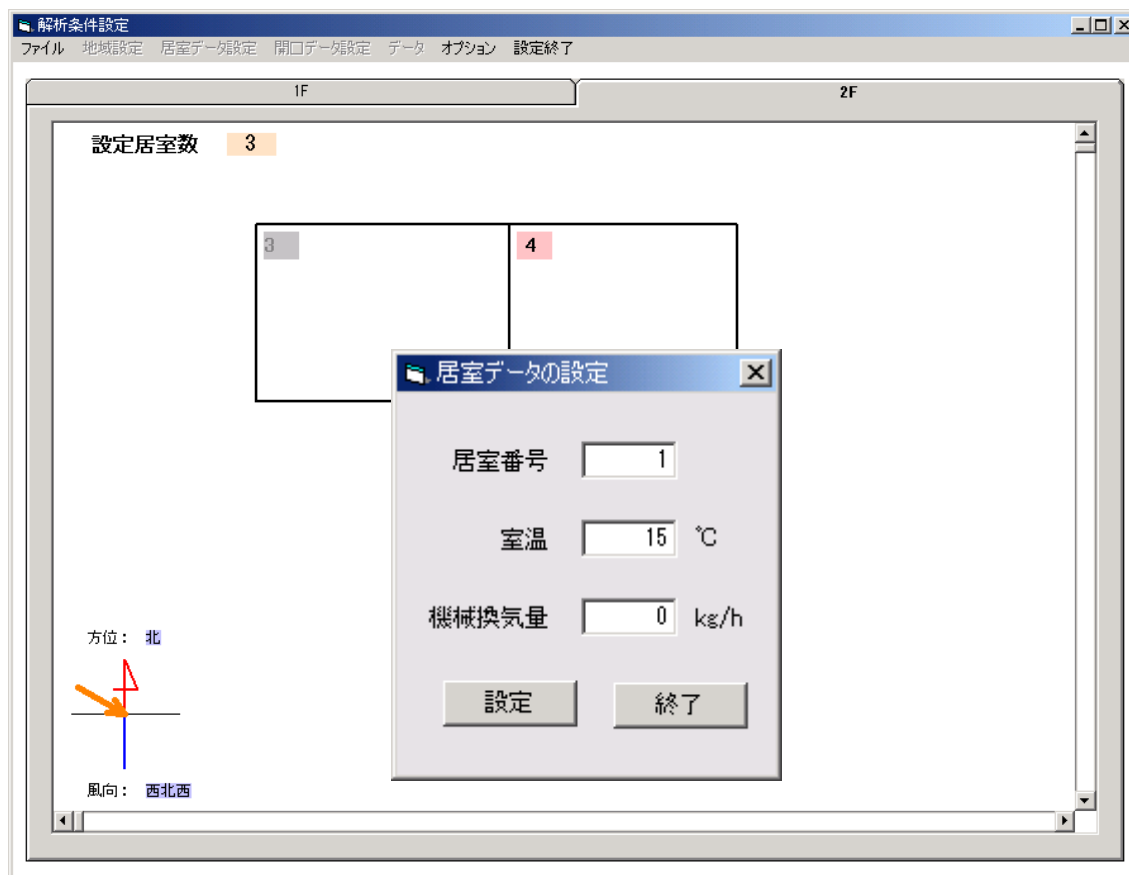 解析条件設定
ファイル 地域設定 居室データ設定 開口データ設定 データ オプション 設定終了
1F 2F
設定居室数 3
3 4
居室データの設定
居室番号 1
室温 15 ℃
機械換気量 0 kg/h
設定 終了
方位： 北
風向： 西北西